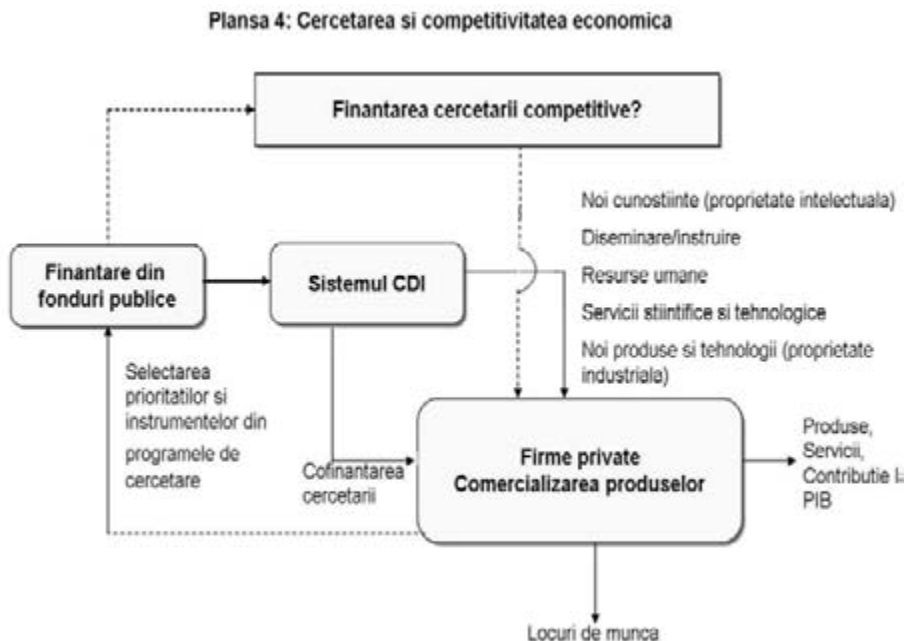 Plansa 4: Cercetarea si competitivitatea economica
Finantarea cercetarii competitive?
Noi cunostiinte (proprietate intelectuala)
Diseminare/instruire
Resurse umane
Servicii stiintifice si tehnologice
Noi produse si tehnologii (proprietate
industriala)
Finantare din
fonduri publice
Sistemul CDI
Selectarea
prioritatilor si
instrumentelor din
programele de
cercetare
Cofinantarea
cercetarii
Firme private
Comercializarea produselor
Produse,
Servicii,
Contributie
PIB
Locuri de munca